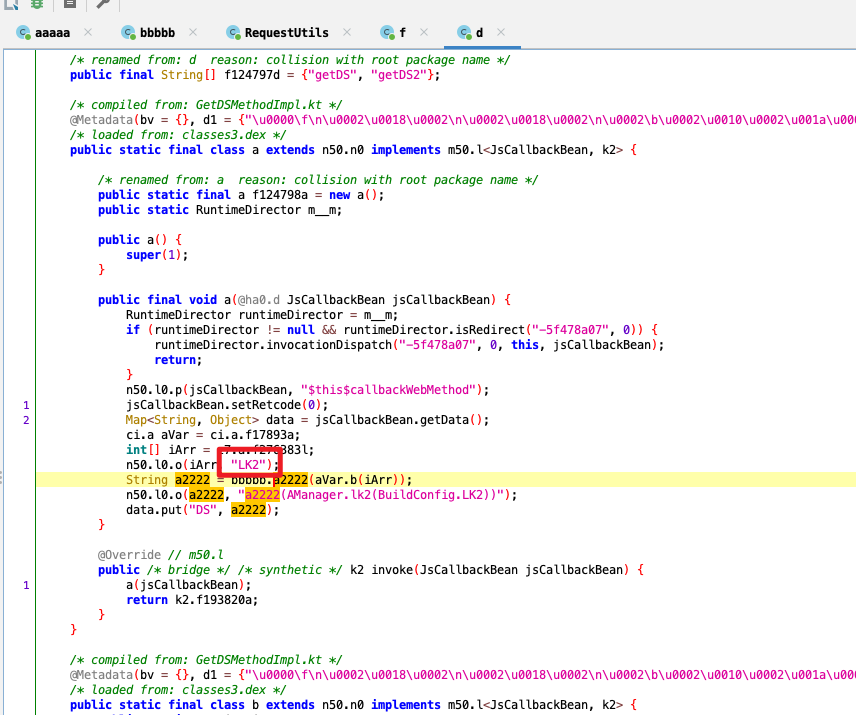 aaaaa bbbbb RequestUtils f d
/* renamed from: d  reason: collision with root package name */
public final String[] f124797d = {"getDS", "getDS2"};
/* compiled from: GetDSMethodImpl.kt */
@Metadata(bv = {}, d1 = {"\u0000\f\n\u0002\u0018\u0002\n\u0002\u0018\u0002\n\u0002\b\u0002\u0010\u0002\u001a\u000
/* loaded from: classes3.dex */
public static final class a extends n50.n0 implements m50.l<JsCallbackBean, k2> {
/* renamed from: a  reason: collision with root package name */
public static final a f124798a = new a();
public static RuntimeDirector m__m;
public a() {
super(1);
}
public final void a(@ha0.d JsCallbackBean jsCallbackBean) {
RuntimeDirector runtimeDirector = m__m;
if (runtimeDirector != null && runtimeDirector.isRedirect("-5f478a07", 0)) {
runtimeDirector.invocationDispatch("-5f478a07", 0, this, jsCallbackBean);
return;
}
n50.l0.p(jsCallbackBean, "$this$callbackWebMethod");
1 jsCallbackBean.setRetcode(0);
2 Map<String, Object> data = jsCallbackBean.getData();
ci.a aVar = ci.a.f17893a;
int[] iArr =
n50.l0.o(iArr, "LK2");
String a2222 = bbbbb.a2222(aVar.b(iArr));
n50.l0.o(a2222, "a2222(AManager.lk2(BuildConfig.LK2))");
data.put("DS", a2222);
}
@Override // m50.l
public /* bridge */ /* synthetic */ k2 invoke(JsCallbackBean jsCallbackBean) {
1 a(jsCallbackBean);
return k2.f193820a;
}
}
/* compiled from: GetDSMethodImpl.kt */
@Metadata(bv = {}, d1 = {"\u0000\f\n\u0002\u0018\u0002\n\u0002\u0018\u0002\n\u0002\b\u0002\u0010\u0002\u001a\u000
/* loaded from: classes3.dex */
public static final class b extends n50.n0 implements m50.l<JsCallbackBean, k2> {